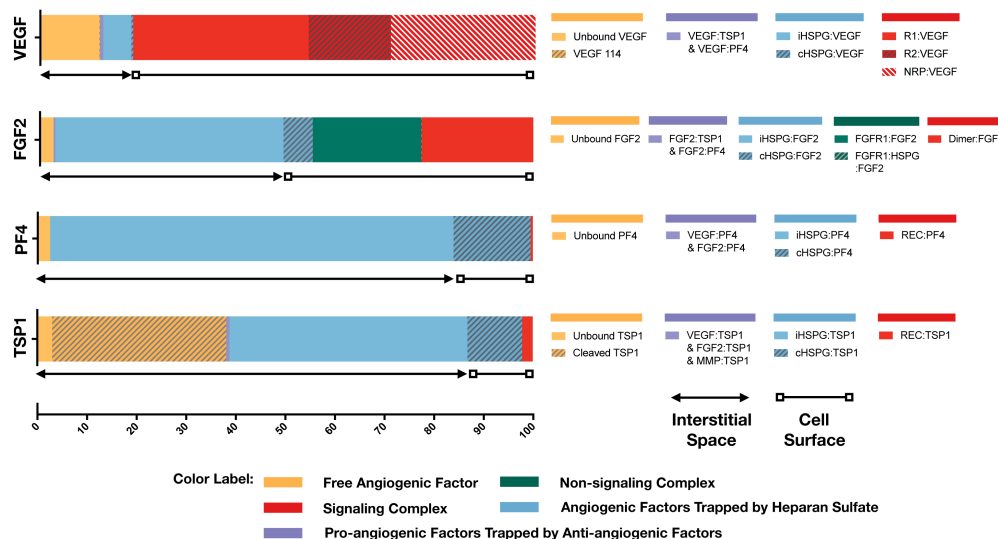 VEGF
Unbound VEGF
VEGF 114
VEGF:TSP1
& VEGF:PF4
iHSPG:VEGF
cHSPG:VEGF
R1:VEGF
R2:VEGF
NRP:VEGF
FGF2
Unbound FGF2
FGF2:TSP1
& FGF2:PF4
iHSPG:FGF2
cHSPG:FGF2
FGFR1:FGF2
FGFR1:HSPG
:FGF2
Dimer:FGF
PF4
Unbound PF4
VEGF:PF4
& FGF2:PF4
iHSPG:PF4
cHSPG:PF4
REC:PF4
TSP1
Unbound TSP1
Cleaved TSP1
VEGF:TSP1
& FGF2:TSP1
& MMP:TSP1
iHSPG:TSP1
cHSPG:TSP1
REC:TSP1
0 10 20 30 40 50 60 70 80 90 100
Interstitial
Space
Cell
Surface
Color Label:
Free Angiogenic Factor
Non-signaling Complex
Signaling Complex
Angiogenic Factors Trapped by Heparan Sulfate
Pro-angiogenic Factors Trapped by Anti-angiogenic Factors